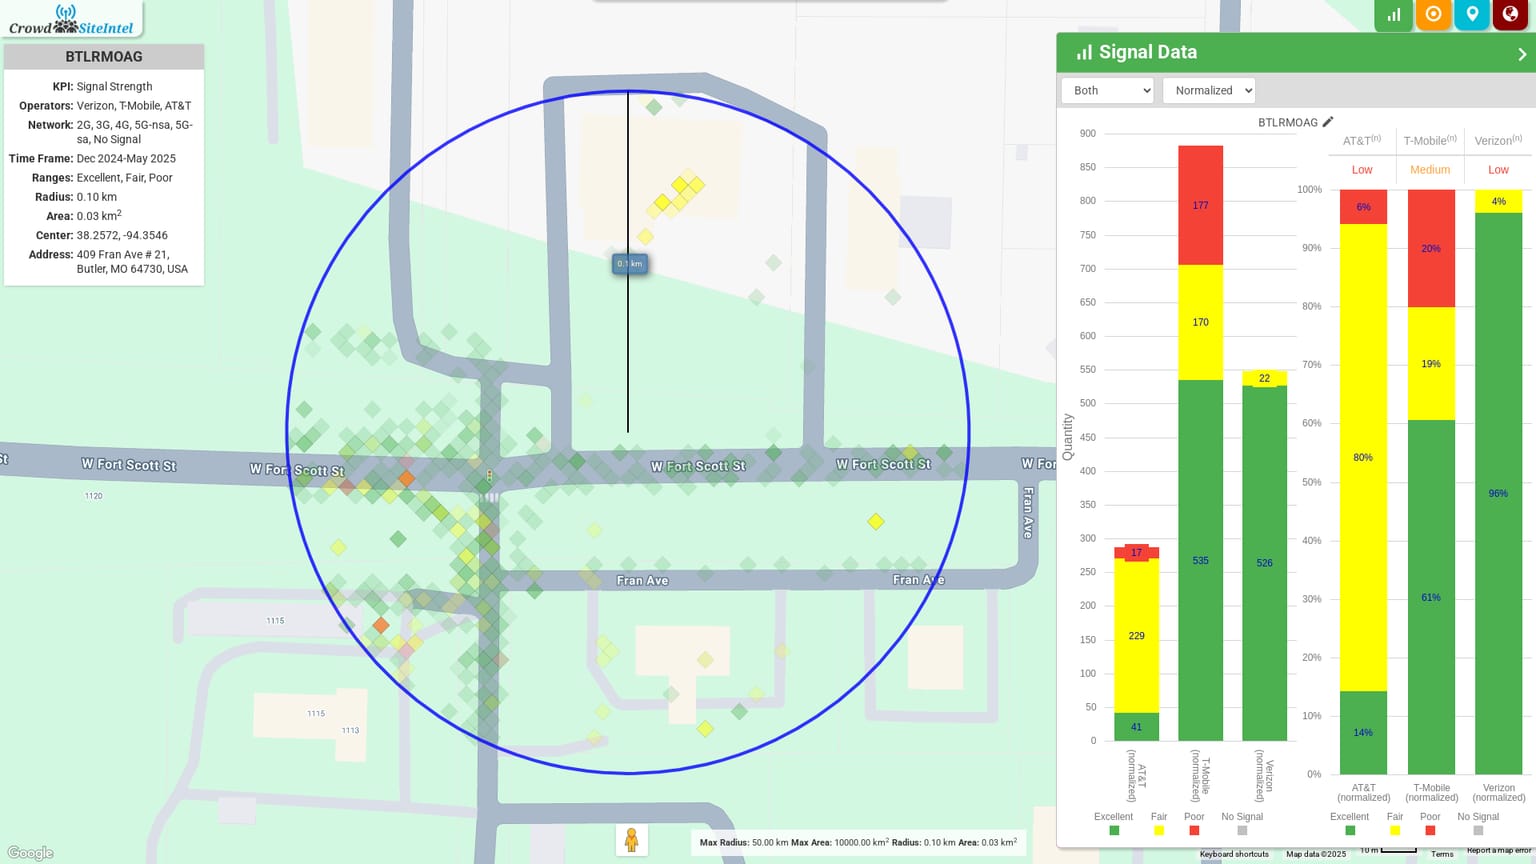 Crowd SiteIntel
BTLRMOAG
KPI: Signal Strength
Operators: Verizon, T-Mobile, AT&T
Network: 2G, 3G, 4G, 5G-nsa, 5G-
sa, No Signal
Time Frame: Dec 2024-May 2025
Ranges: Excellent, Fair, Poor
Radius: 0.10 km
Area: 0.03 km2
Center: 38.2572, -94.3546
Address: 409 Fran Ave # 21,
Butler, MO 64730, USA
0.1 km
St
W Fort Scott St
W Fort Scott St
W Fort Scott St
W Fort Scott St
W For
1120
Fran Ave
Fran Ave
Fran Ave
1115
1115
1113
Google
Max Radius: 50.00 km Max Area: 10000.00 km2 Radius: 0.10 km Area: 0.03 km2
Signal Data
Both
Normalized
BTLRMOAG
Quantity
900
850
800
750
700
650
600
550
500
450
400
350
300
250
200
150
100
50
0
17
229
41
177
170
535
22
526
AT&T
(normalized)
T-Mobile
(normalized)
Verizon
(normalized)
Excellent
Fair
Poor
No Signal
AT&T(n)
T-Mobile(n)
Verizon(n)
Low
Medium
Low
100%
90%
80%
70%
60%
50%
40%
30%
20%
10%
0%
6%
80%
14%
20%
19%
61%
4%
96%
AT&T
(normalized)
T-Mobile
(normalized)
Verizon
(normalized)
Excellent
Fair
Poor
No Signal
Keyboard shortcuts
Map data ©2025
10 m
Terms
Report a map error